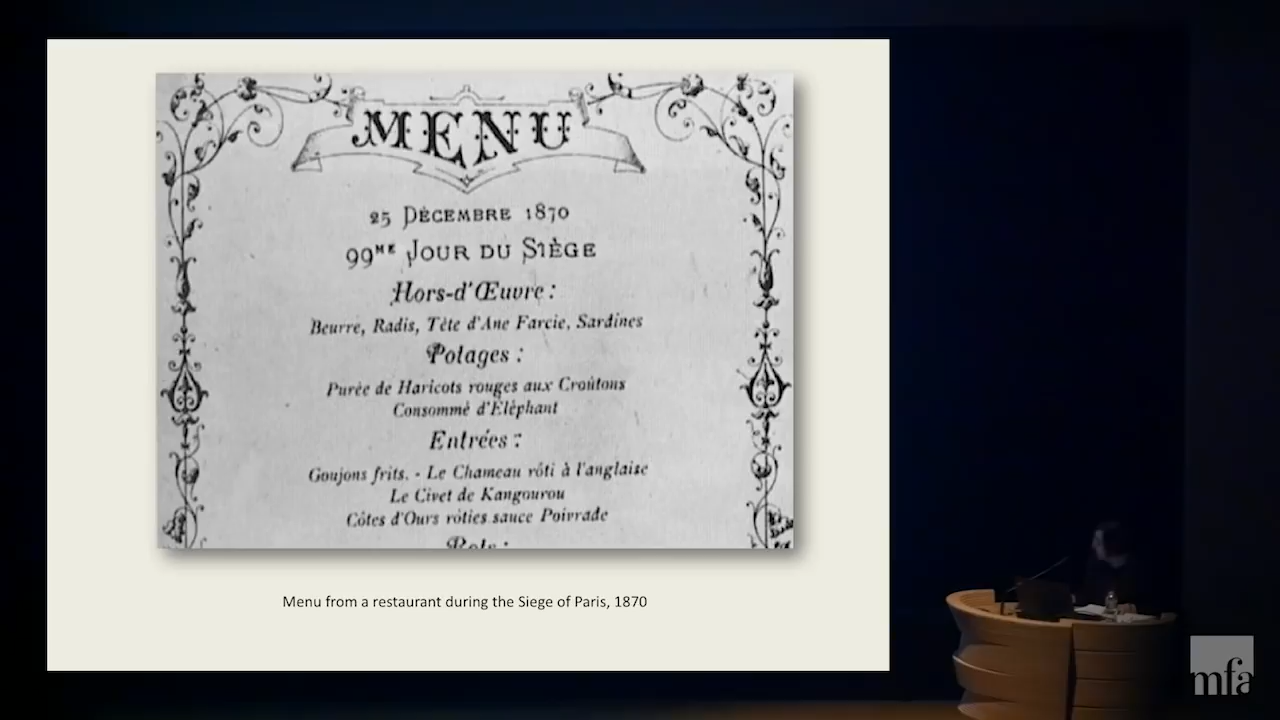 MENU
25 DÉCEMBRE 1870
99ME JOUR DU SIÈGE
Hors-d'Œuvre :
Beurre, Radis, Tête d'Ane Farcie, Sardines
Potages :
Purée de Haricots rouges aux Croûtons
Consommé d'Éléphant
Entrées :
Goujons frits. - Le Chameau rôti à l'anglaise
Le Civet de Kangourou
Côtes d'Ours rôties sauce Poivrade
Menu from a restaurant during the Siege of Paris, 1870
mfa